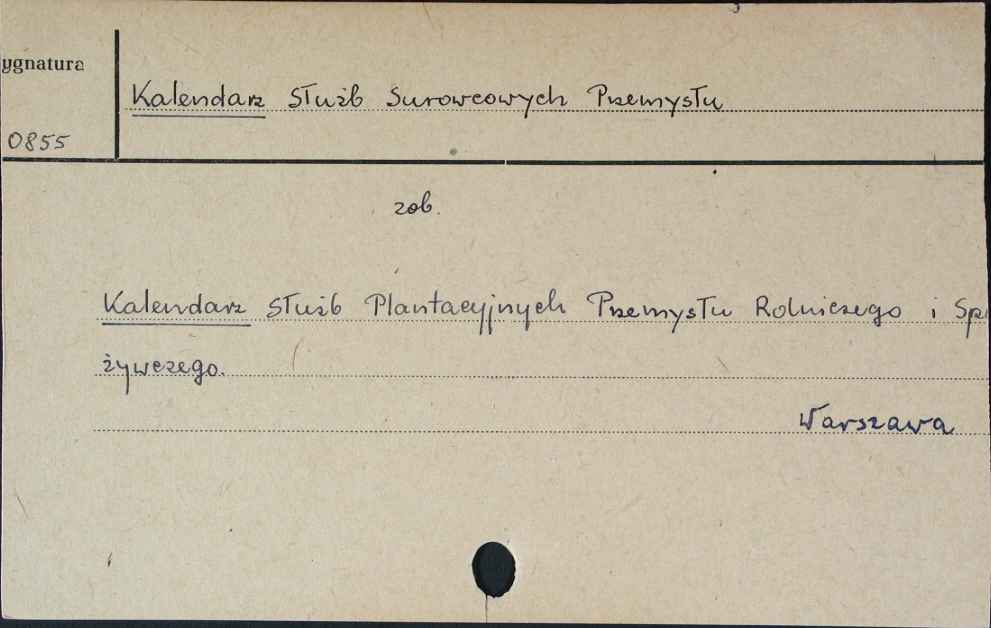 ygnatura
Kalendarz Służb Surowcowych Przemysłu
0855
zob.
Kalendarz Służb Plantacyjnych Przemysłu Rolniczego i Sp
żywczego.
Warszawa